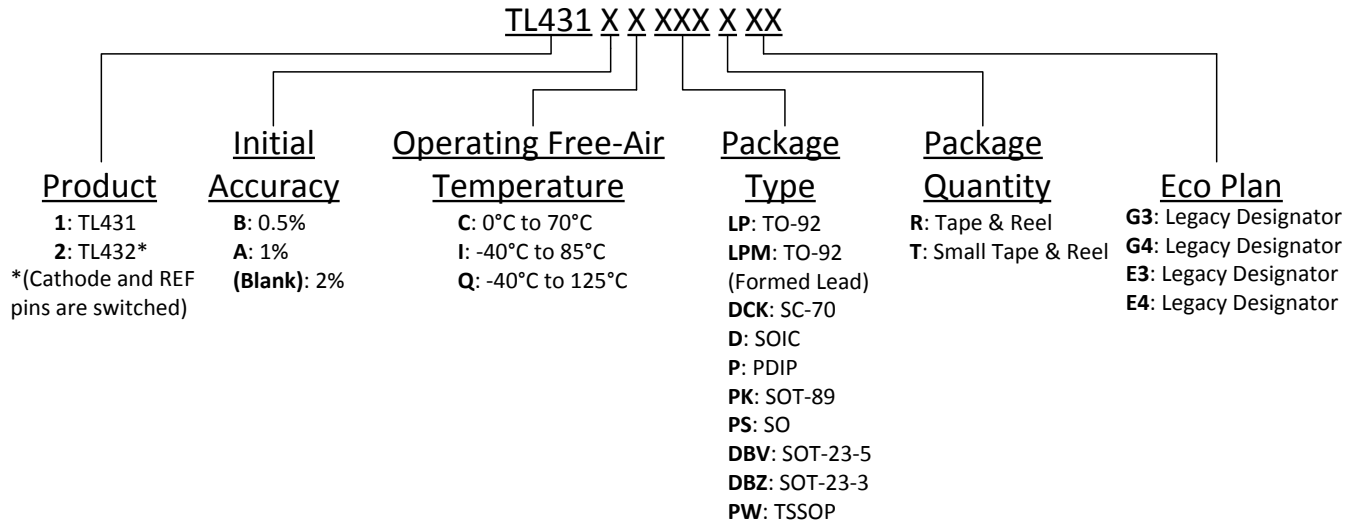 TL431 X X XXX X XX
Product
1: TL431
2: TL432*
*(Cathode and REF
pins are switched)
Initial
Accuracy
B: 0.5%
A: 1%
(Blank): 2%
Operating Free-Air
Temperature
C: 0°C to 70°C
I: -40°C to 85°C
Q: -40°C to 125°C
Package
Type
LP: TO-92
LPM: TO-92
(Formed Lead)
DCK: SC-70
D: SOIC
P: PDIP
PK: SOT-89
PS: SO
DBV: SOT-23-5
DBZ: SOT-23-3
PW: TSSOP
Package
Quantity
R: Tape & Reel
T: Small Tape & Reel
Eco Plan
G3: Legacy Designator
G4: Legacy Designator
E3: Legacy Designator
E4: Legacy Designator